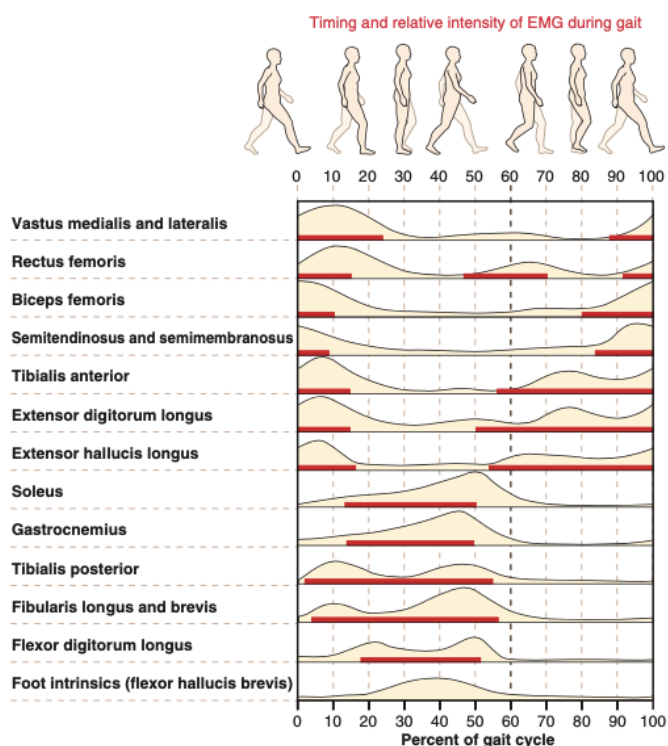 Timing and relative intensity of EMG during gait
0 10 20 30 40 50 60 70 80 90 100
Vastus medialis and lateralis
Rectus femoris
Biceps femoris
Semitendinosus and semimembranosus
Tibialis anterior
Extensor digitorum longus
Extensor hallucis longus
Soleus
Gastrocnemius
Tibialis posterior
Fibularis longus and brevis
Flexor digitorum longus
Foot intrinsics (flexor hallucis brevis)
0 10 20 30 40 50 60 70 80 90 100
Percent of gait cycle